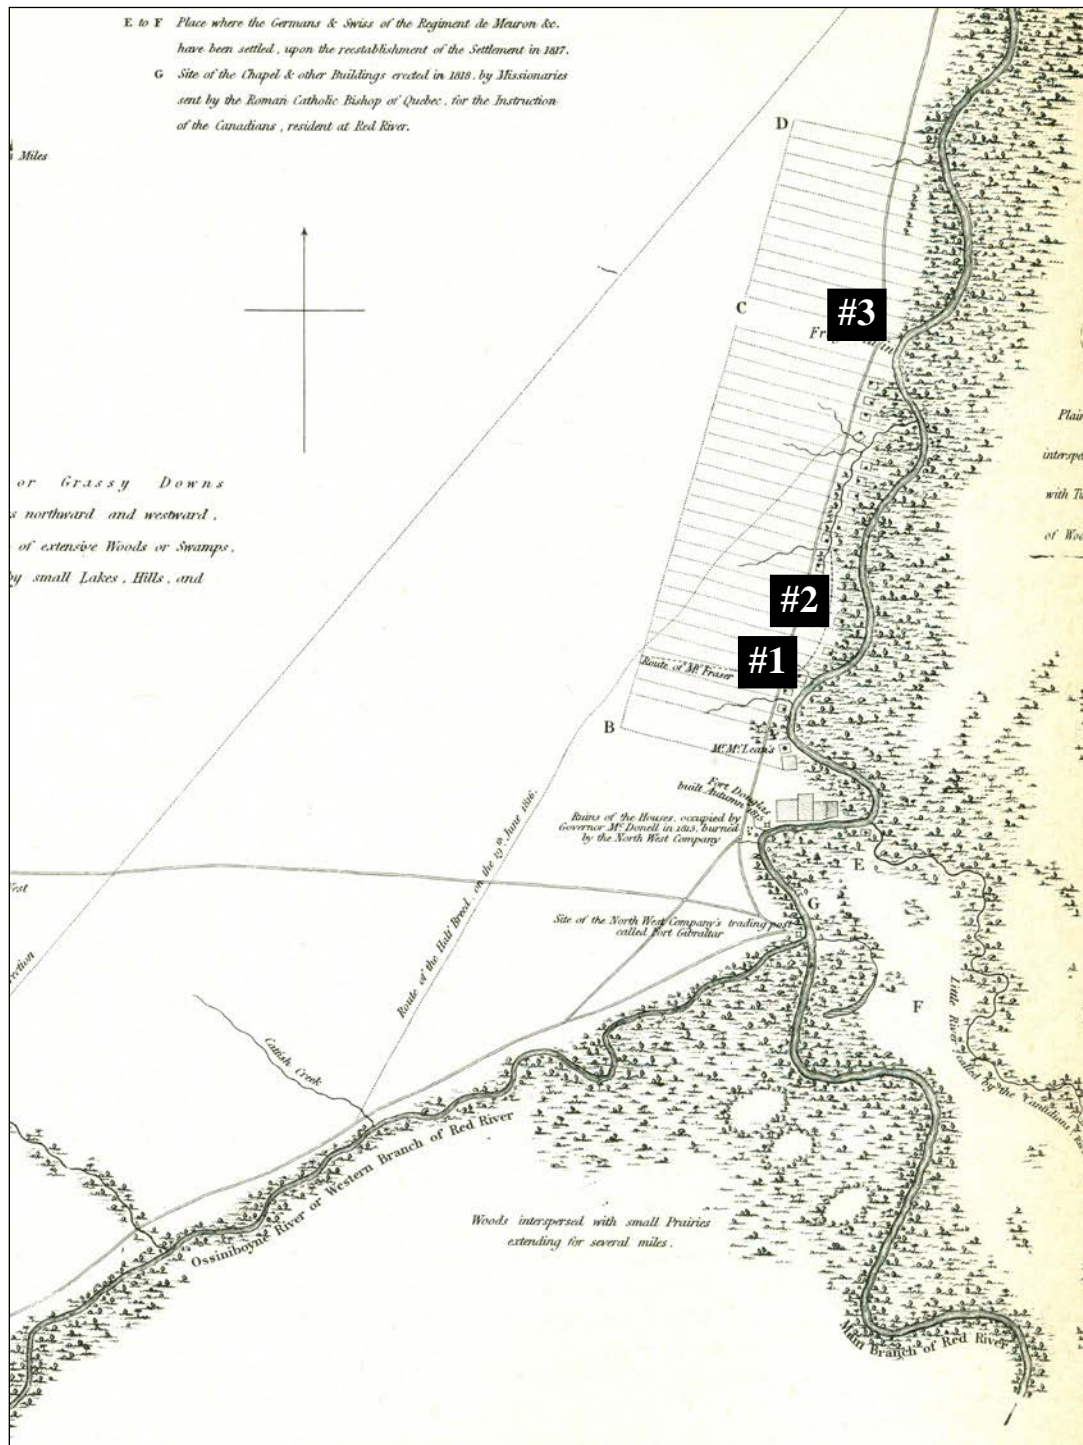 E to F Place where the Germans & Swiss of the Regiment de Meuron &c.
have been settled, upon the reestablishment of the Settlement in 1817.
G Site of the Chapel & other Buildings erected in 1818, by Missionaries
sent by the Roman Catholic Bishop of Quebec, for the Instruction
of the Canadians, resident at Red River.
Miles
D
C
#3
Plain
or Grassy Downs
northward and westward,
of extensive Woods or Swamps,
by small Lakes, Hills, and
with
of
#2
#1
Route of Mr. Fraser
B
Mr. McLean's
Fort Douglas
built Autumn 1815
Ruins of the Houses, occupied by
Governor Mc. Donell in 1815, burned
by the North West Company
E
G
Site of the North West Company's trading post
called Fort Gibraltar
F
Route of the Half Breed, on the 19th June 1816.
Catfish Creek
Little River called by the Canadians
Ossiniboyne River or Western Branch of Red River
Woods interspersed with small Prairies
extending for several miles.
Main Branch of Red River